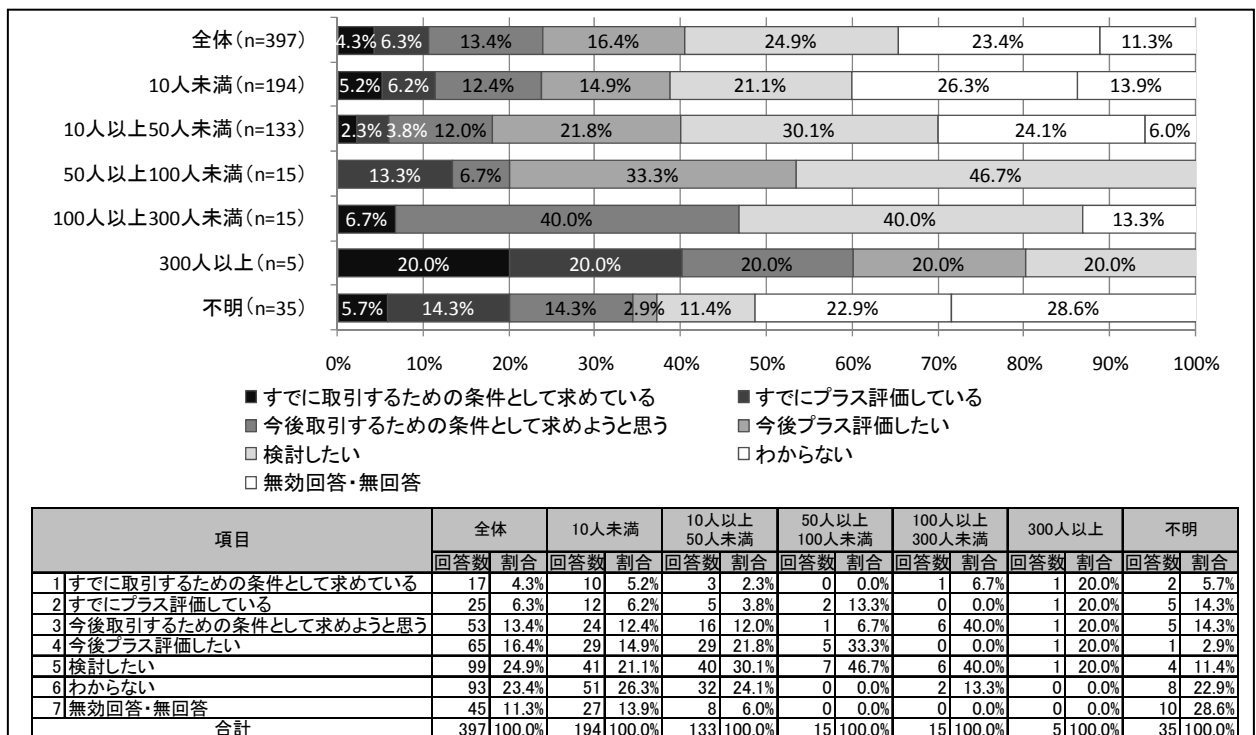 全体(n=397) 4.3% 6.3% 13.4% 16.4% 24.9% 23.4% 11.3%
10人未満(n=194) 5.2% 6.2% 12.4% 14.9% 21.1% 26.3% 13.9%
10人以上50人未満(n=133) 2.3% 3.8% 12.0% 21.8% 30.1% 24.1% 6.0%
50人以上100人未満(n=15) 13.3% 6.7% 33.3% 46.7%
100人以上300人未満(n=15) 6.7% 40.0% 40.0% 13.3%
300人以上(n=5) 20.0% 20.0% 20.0% 20.0% 20.0%
不明(n=35) 5.7% 14.3% 14.3% 2.9% 11.4% 22.9% 28.6%
0% 10% 20% 30% 40% 50% 60% 70% 80% 90% 100%
すでに取引するための条件として求めている すでにプラス評価している
今後取引するための条件として求めようと思う 今後プラス評価したい
検討したい わからない
無効回答・無回答
項目 全体 10人未満 10人以上50人未満 50人以上100人未満 100人以上300人未満 300人以上 不明
回答数 割合 回答数 割合 回答数 割合 回答数 割合 回答数 割合 回答数 割合 回答数 割合
1 すでに取引するための条件として求めている 17 4.3% 10 5.2% 3 2.3% 0 0.0% 1 6.7% 1 20.0% 2 5.7%
2 すでにプラス評価している 25 6.3% 12 6.2% 5 3.8% 2 13.3% 0 0.0% 1 20.0% 5 14.3%
3 今後取引するための条件として求めようと思う 53 13.4% 24 12.4% 16 12.0% 1 6.7% 6 40.0% 1 20.0% 5 14.3%
4 今後プラス評価したい 65 16.4% 29 14.9% 29 21.8% 5 33.3% 0 0.0% 1 20.0% 1 2.9%
5 検討したい 99 24.9% 41 21.1% 40 30.1% 7 46.7% 6 40.0% 1 20.0% 4 11.4%
6 わからない 93 23.4% 51 26.3% 32 24.1% 0 0.0% 2 13.3% 0 0.0% 8 22.9%
7 無効回答・無回答 45 11.3% 27 13.9% 8 6.0% 0 0.0% 0 0.0% 0 0.0% 10 28.6%
合計 397 100.0% 194 100.0% 133 100.0% 15 100.0% 15 100.0% 5 100.0% 35 100.0%